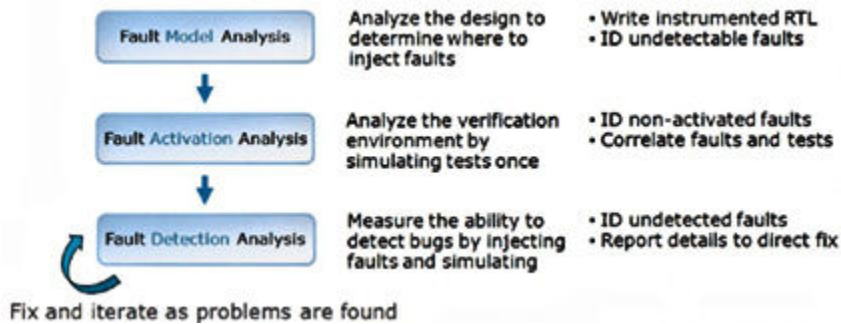 Fault Model Analysis
Analyze the design to
determine where to
inject faults
• Write instrumented RTL
• ID undetectable faults
Fault Activation Analysis
Analyze the verification
environment by
simulating tests once
• ID non-activated faults
• Correlate faults and tests
Fault Detection Analysis
Measure the ability to
detect bugs by injecting
faults and simulating
• ID undetected faults
• Report details to direct fix
Fix and iterate as problems are found